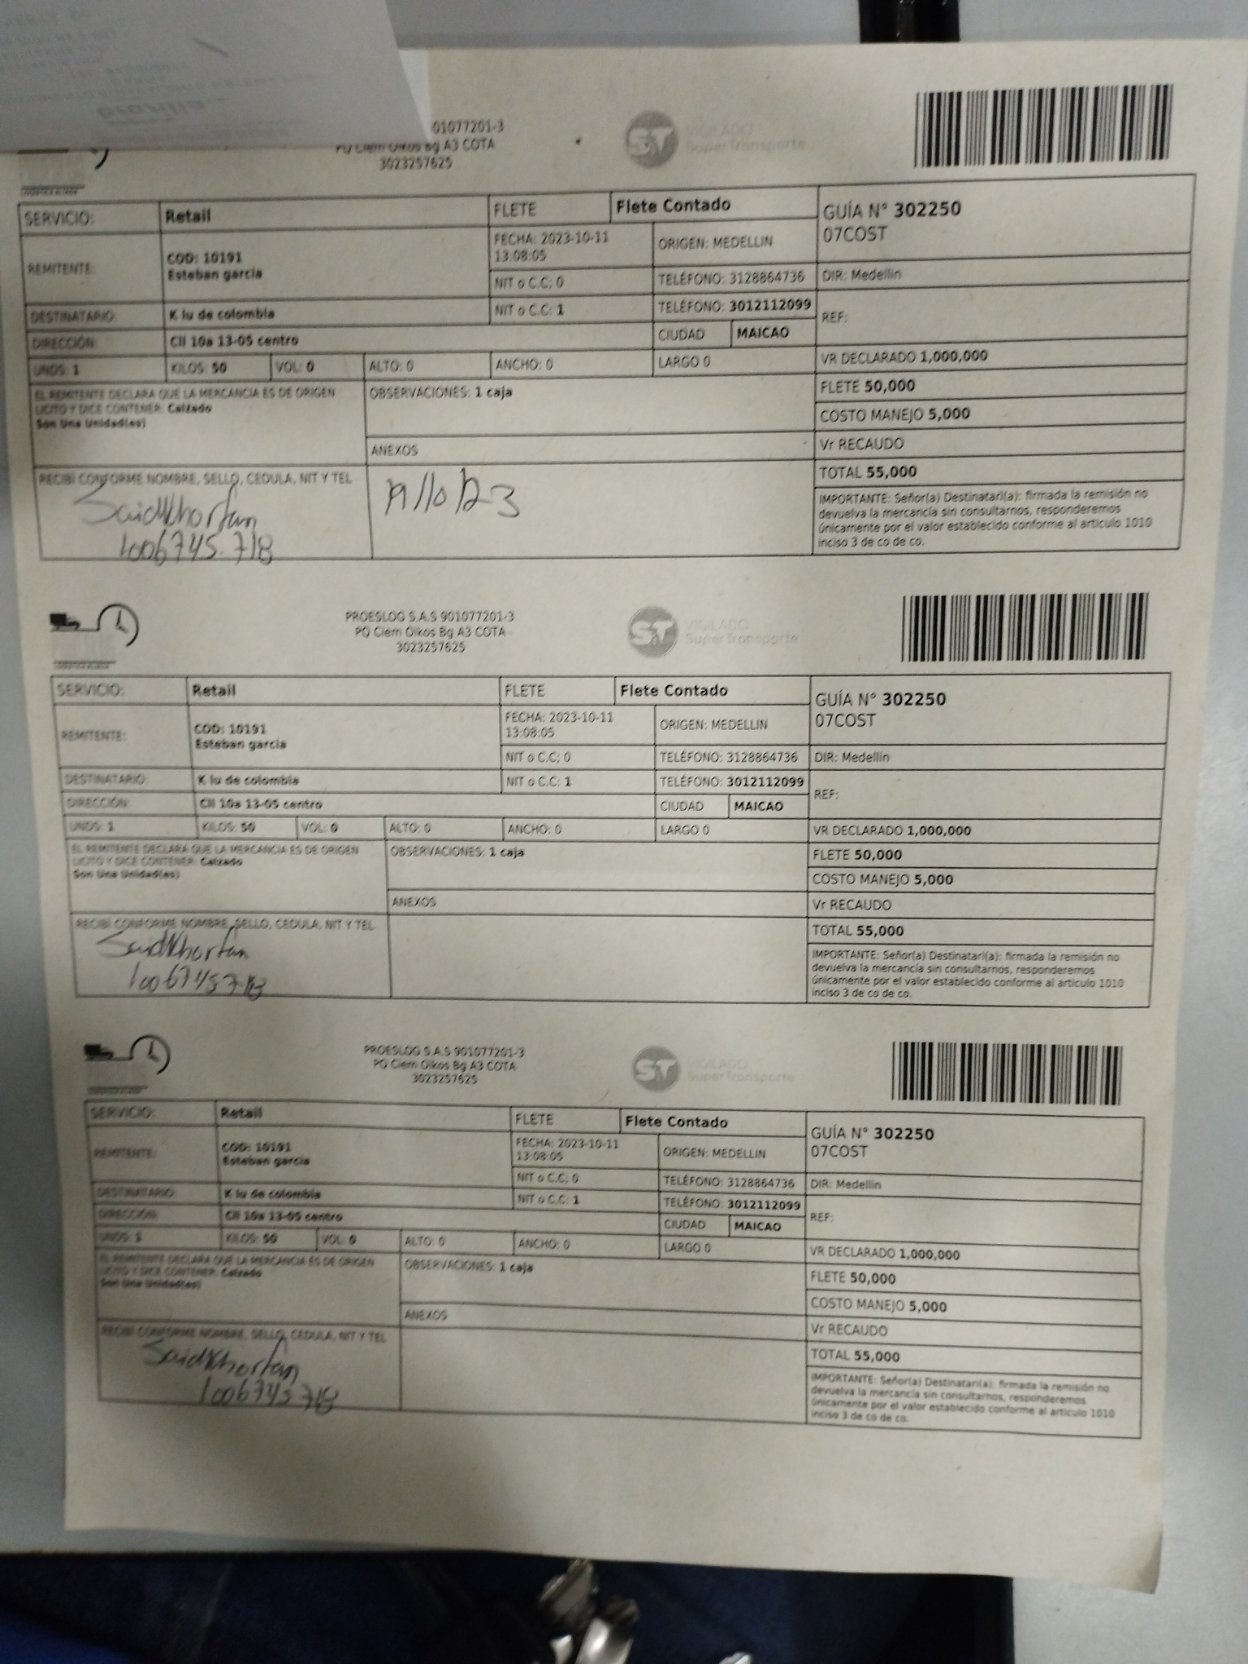 01077201-3
PQ Ciem Oikos Bg A3 COTA
3023257625
ST VIGILADO
SuperTransporte
SERVICIO: Retail FLETE Flete Contado GUÍA N° 302250
07COST
REMITENTE: COD: 10191
Esteban garcia
FECHA: 2023-10-11
13:08:05
ORIGEN: MEDELLIN
NIT o C.C; 0 TELÉFONO: 3128864736 DIR: Medellin
DESTINATARIO: K lu de colombia NIT o C.C: 1 TELÉFONO: 3012112099 REF:
DIRECCIÓN: Cll 10a 13-05 centro CIUDAD MAICAO
UNDS: 1 KILOS: 50 VOL: 0 ALTO: 0 ANCHO: 0 LARGO 0 VR DECLARADO 1,000,000
EL REMITENTE DECLARA QUE LA MERCANCIA ES DE ORIGEN
LICITO Y DICE CONTENER: Calzado
Son Una Unidad(es)
OBSERVACIONES: 1 caja
FLETE 50,000
COSTO MANEJO 5,000
ANEXOS
Vr RECAUDO
RECIBÍ CONFORME NOMBRE, SELLO, CEDULA, NIT Y TEL
TOTAL 55,000
Said Khorfan
1006745.718
/10/23
IMPORTANTE: Señor(a) Destinatari(a): firmada la remisión no
devuelva la mercancía sin consultarnos, responderemos
únicamente por el valor establecido conforme al articulo 1010
inciso 3 de co de co.
PROESLOG S.A.S 901077201-3
PQ Ciem Oikos Bg A3 COTA
3023257625
ST VIGILADO
SuperTransporte
SERVICIO: Retail FLETE Flete Contado GUÍA N° 302250
07COST
REMITENTE: COD: 10191
Esteban garcia
FECHA: 2023-10-11
13:08:05
ORIGEN: MEDELLIN
NIT o C.C; 0 TELÉFONO: 3128864736 DIR: Medellin
DESTINATARIO: K lu de colombia NIT o C.C: 1 TELÉFONO: 3012112099 REF:
DIRECCIÓN: Cll 10a 13-05 centro CIUDAD MAICAO
UNDS: 1 KILOS: 50 VOL: 0 ALTO: 0 ANCHO: 0 LARGO 0 VR DECLARADO 1,000,000
EL REMITENTE DECLARA QUE LA MERCANCIA ES DE ORIGEN
LICITO Y DICE CONTENER: Calzado
Son Una Unidad(es)
OBSERVACIONES: 1 caja
FLETE 50,000
COSTO MANEJO 5,000
ANEXOS
Vr RECAUDO
RECIBÍ CONFORME NOMBRE, SELLO, CEDULA, NIT Y TEL
TOTAL 55,000
Said Khorfan
1006745718
IMPORTANTE: Señor(a) Destinatari(a): firmada la remisión no
devuelva la mercancía sin consultarnos, responderemos
únicamente por el valor establecido conforme al articulo 1010
inciso 3 de co de co.
PROESLOG S.A.S 901077201-3
PQ Ciem Oikos Bg A3 COTA
3023257625
ST VIGILADO
SuperTransporte
SERVICIO: Retail FLETE Flete Contado GUÍA N° 302250
07COST
REMITENTE: COD: 10191
Esteban garcia
FECHA: 2023-10-11
13:08:05
ORIGEN: MEDELLIN
NIT o C.C; 0 TELÉFONO: 3128864736 DIR: Medellin
DESTINATARIO: K lu de colombia NIT o C.C: 1 TELÉFONO: 3012112099 REF:
DIRECCIÓN: Cll 10a 13-05 centro CIUDAD MAICAO
UNDS: 1 KILOS: 50 VOL: 0 ALTO: 0 ANCHO: 0 LARGO 0 VR DECLARADO 1,000,000
EL REMITENTE DECLARA QUE LA MERCANCIA ES DE ORIGEN
LICITO Y DICE CONTENER: Calzado
Son Una Unidad(es)
OBSERVACIONES: 1 caja
FLETE 50,000
COSTO MANEJO 5,000
ANEXOS
Vr RECAUDO
RECIBÍ CONFORME NOMBRE, SELLO, CEDULA, NIT Y TEL
TOTAL 55,000
Said Khorfan
1006745718
IMPORTANTE: Señor(a) Destinatari(a): firmada la remisión no
devuelva la mercancía sin consultarnos, responderemos
únicamente por el valor establecido conforme al articulo 1010
inciso 3 de co de co.